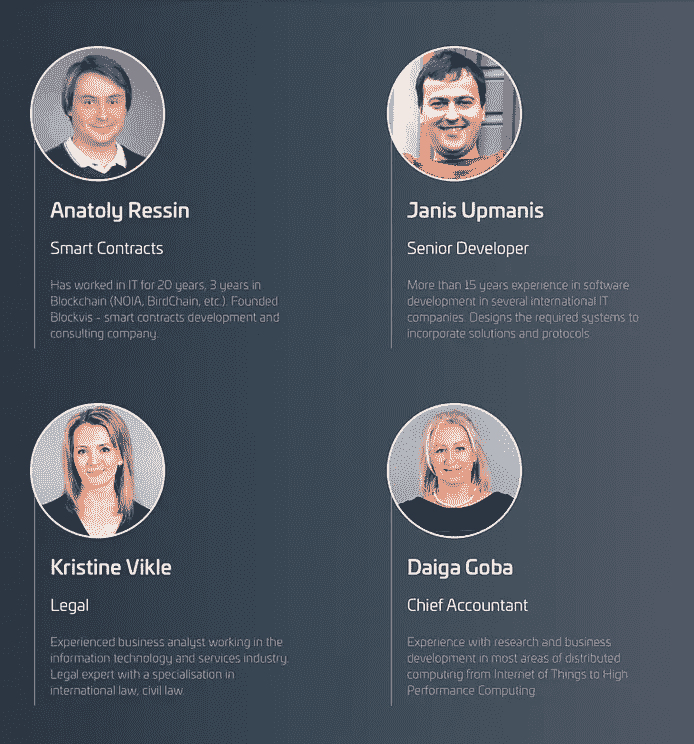 Anatoly Ressin
Smart Contracts
Has worked in IT for 20 years, 3 years in
Blockchain (NOIA, BirdChain, etc.). Founded
Blockvis - smart contracts development and
consulting company.
Janis Upmanis
Senior Developer
More than 15 years experience in software
development in several international IT
companies. Designs the required systems to
incorporate solutions and protocols
Kristine Vikle
Legal
Experienced business analyst working in the
information technology and services industry.
Legal expert with a specialisation in
international law, civil law.
Daiga Goba
Chief Accountant
Experience with research and business
development in most areas of distributed
computing from Internet of Things to High
Performance Computing